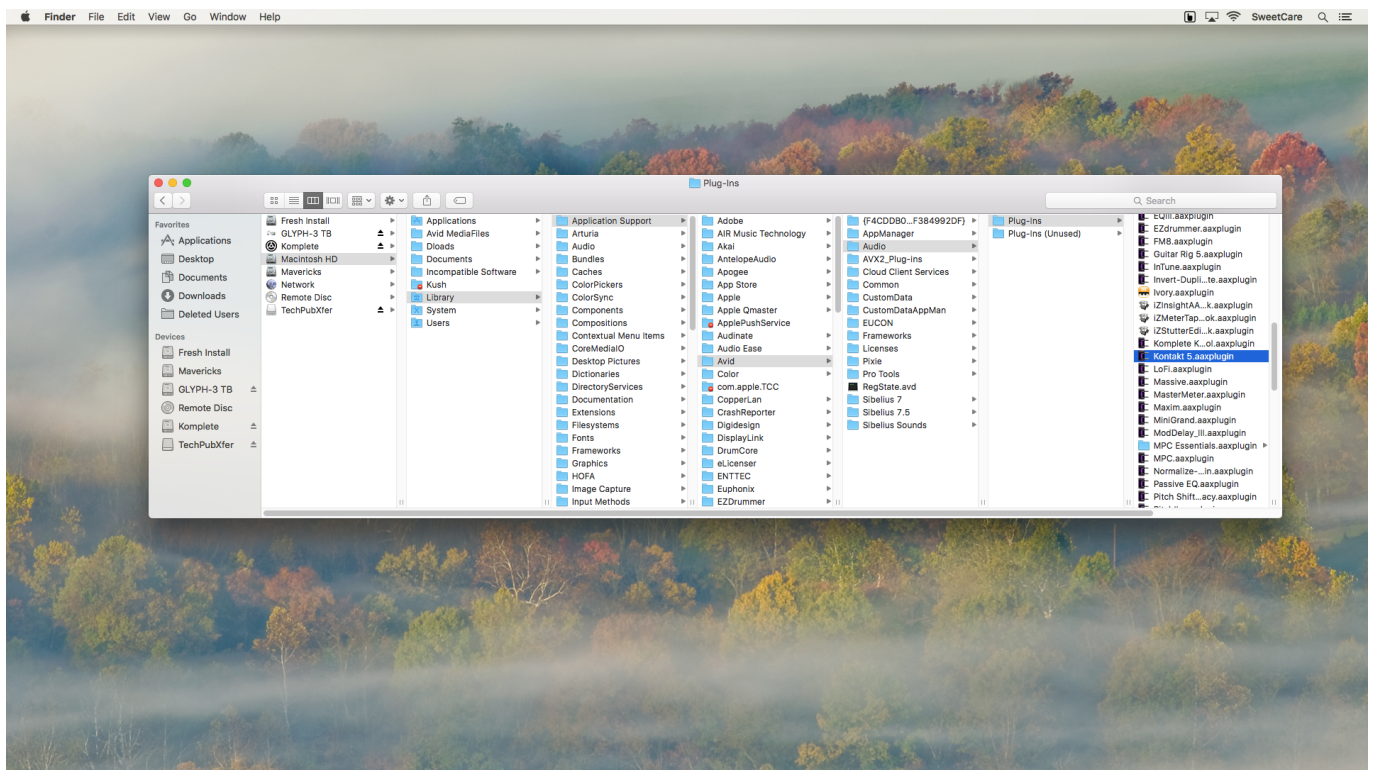 Finder File Edit View Go Window Help
SweetCare
Plug-Ins
Search
Favorites
Applications
Desktop
Documents
Downloads
Deleted Users
Devices
Fresh Install
Mavericks
GLYPH-3 TB
Remote Disc
Komplete
TechPubXfer
Fresh Install
GLYPH-3 TB
Komplete
Macintosh HD
Mavericks
Network
Remote Disc
TechPubXfer
Applications
Avid MediaFiles
Dloads
Documents
Incompatible Software
Kush
Library
System
Users
Application Support
Arturia
Audio
Bundles
Caches
ColorPickers
ColorSync
Components
Compositions
Contextual Menu Items
CoreMediaIO
Desktop Pictures
Dictionaries
DirectoryServices
Documentation
Extensions
Filesystems
Fonts
Frameworks
Graphics
HOFA
Image Capture
Input Methods
Adobe
AIR Music Technology
Akai
AntelopeAudio
Apogee
App Store
Apple
Apple Qmaster
ApplePushService
Audinate
Audio Ease
Avid
Color
com.apple.TCC
CopperLan
CrashReporter
Digidesign
DisplayLink
DrumCore
eLicenser
ENTTEC
Euphonix
EZDrummer
{F4CDDB0...F384992DF}
AppManager
Audio
AVX2_Plug-ins
Cloud Client Services
Common
CustomData
CustomDataAppMan
EUCON
Frameworks
Licenses
Pixie
Pro Tools
RegState.avd
Sibelius 7
Sibelius 7.5
Sibelius Sounds
Plug-Ins
Plug-Ins (Unused)
EQIII.aaxplugin
EZdrummer.aaxplugin
FM8.aaxplugin
Guitar Rig 5.aaxplugin
InTune.aaxplugin
Invert-Dupli...te.aaxplugin
Ivory.aaxplugin
iZInsightAA...k.aaxplugin
iZMeterTap...ok.aaxplugin
iZStutterEdi...k.aaxplugin
Komplete K...ol.aaxplugin
Kontakt 5.aaxplugin
LoFi.aaxplugin
Massive.aaxplugin
MasterMeter.aaxplugin
Maxim.aaxplugin
MiniGrand.aaxplugin
ModDelay_III.aaxplugin
MPC Essentials.aaxplugin
MPC.aaxplugin
Normalize-...in.aaxplugin
Passive EQ.aaxplugin
Pitch Shift...acy.aaxplugin